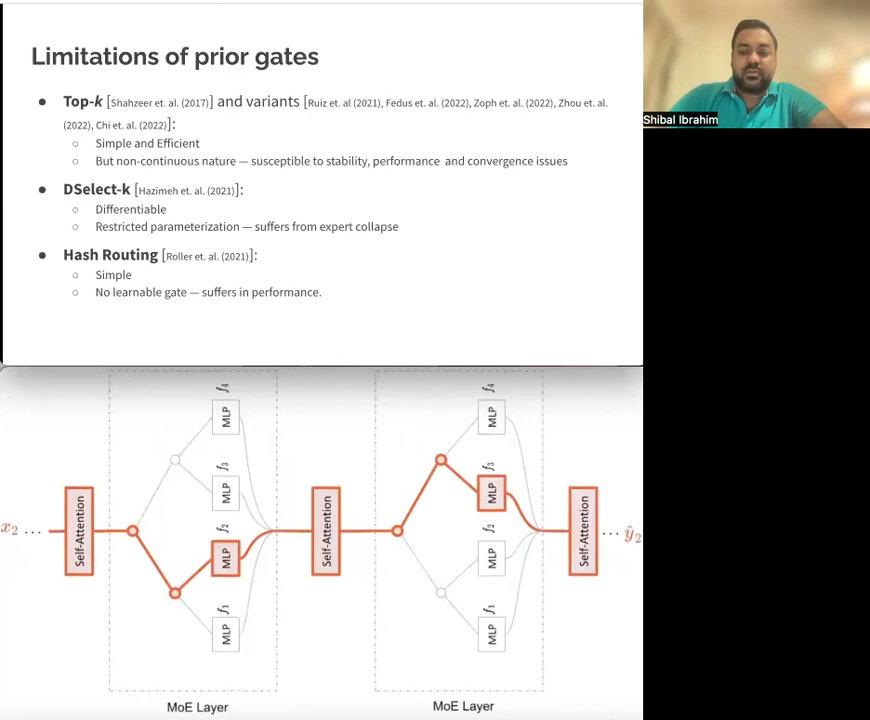 Limitations of prior gates
Shibal Ibrahim
● Top-k [Shahzeer et. al. (2017)] and variants [Ruiz et. al (2021), Fedus et. al. (2022), Zoph et. al. (2022), Zhou et. al.
(2022), Chi et. al. (2022)]:
○ Simple and Efficient
○ But non-continuous nature — susceptible to stability, performance and convergence issues
● DSelect-k [Hazimeh et. al. (2021)]:
○ Differentiable
○ Restricted parameterization — suffers from expert collapse
● Hash Routing [Roller et. al. (2021)]:
○ Simple
○ No learnable gate — suffers in performance.
x₂ ...
Self-Attention
f₄
MLP
f₃
MLP
f₂
MLP
f₁
MLP
MoE Layer
Self-Attention
f₄
MLP
f₃
MLP
f₂
MLP
f₁
MLP
MoE Layer
Self-Attention
... ŷ₂